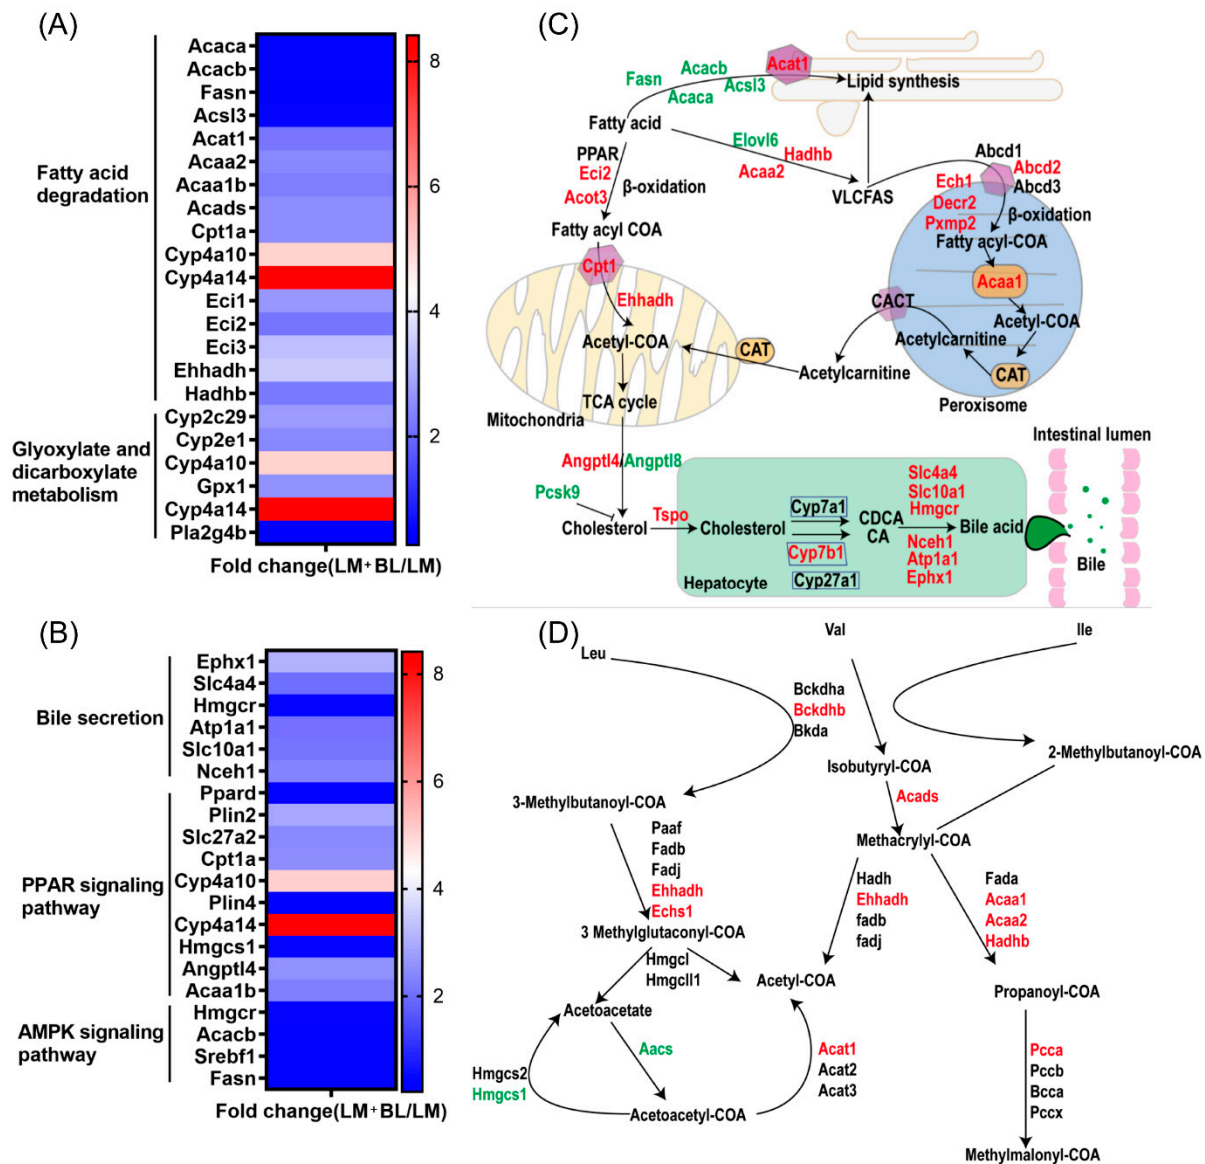 (A)
Fatty acid
degradation
Acaca
Acacb
Fasn
Acsl3
Acat1
Acaa2
Acaa1b
Acads
Cpt1a
Cyp4a10
Cyp4a14
Eci1
Eci2
Eci3
Ehhadh
Hadhb
Glyoxylate and
dicarboxylate
metabolism
Cyp2c29
Cyp2e1
Cyp4a10
Gpx1
Cyp4a14
Pla2g4b
8
6
4
2
Fold change(LM+BL/LM)
(B)
Bile secretion
Ephx1
Slc4a4
Hmgcr
Atp1a1
Slc10a1
Nceh1
PPAR signaling
pathway
Ppard
Plin2
Slc27a2
Cpt1a
Cyp4a10
Plin4
Cyp4a14
Hmgcs1
Angptl4
Acaa1b
AMPK signaling
pathway
Hmgcr
Acacb
Srebf1
Fasn
8
6
4
2
Fold change(LM+BL/LM)
(C)
Acat1
Fasn
Acacb
Acsl3
Acaca
Lipid synthesis
Fatty acid
Elovl6
Hadhb
Acaa2
PPAR
Eci2
Acot3
β-oxidation
VLCFAS
Abcd1
Abcd2
Abcd3
Ech1
Decr2
Pxmp2
β-oxidation
Fatty acyl COA
Fatty acyl-COA
Cpt1
Acaa1
Ehhadh
CACT
Acetyl-COA
Acetyl-COA
Acetylcarnitine
CAT
CAT
Acetylcarnitine
TCA cycle
Mitochondria
Peroxisome
Angptl4/Angptl8
Pcsk9
Cholesterol
Tspo
Cholesterol
Cyp7a1
Cyp7b1
Cyp27a1
CDCA
CA
Slc4a4
Slc10a1
Hmgcr
Nceh1
Atp1a1
Ephx1
Bile acid
Hepatocyte
Intestinal lumen
Bile
(D)
Leu
Val
Ile
Bckdha
Bckdhb
Bkda
Isobutyryl-COA
2-Methylbutanoyl-COA
3-Methylbutanoyl-COA
Acads
Methacrylyl-COA
Paaf
Fadb
Fadj
Ehhadh
Echs1
Hadh
Ehhadh
fadb
fadj
Fada
Acaa1
Acaa2
Hadhb
3 Methylglutaconyl-COA
Hmgcl
Hmgcll1
Acetyl-COA
Propanoyl-COA
Acetoacetate
Aacs
Hmgcs2
Hmgcs1
Acat1
Acat2
Acat3
Acetoacetyl-COA
Pcca
Pccb
Bcca
Pccx
Methylmalonyl-COA